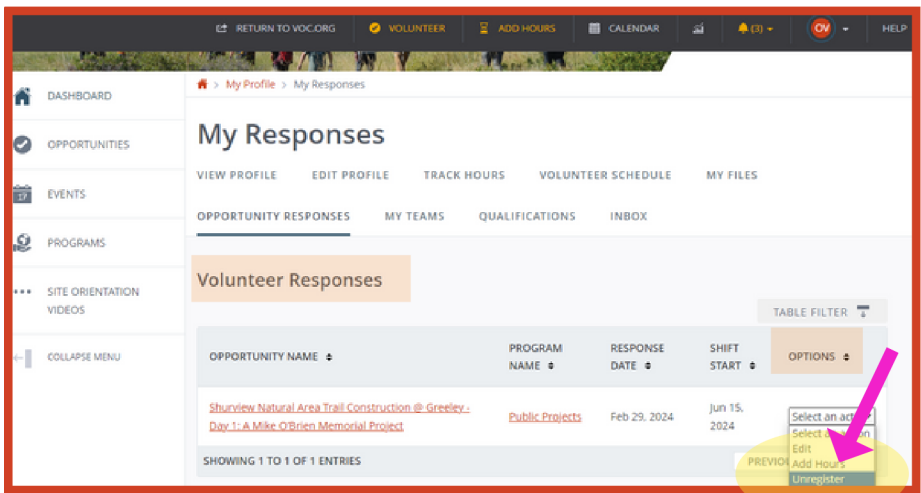 RETURN TO VOC.ORG VOLUNTEER ADD HOURS CALENDAR (3) OV HELP
DASHBOARD
OPPORTUNITIES
EVENTS
17
PROGRAMS
SITE ORIENTATION
VIDEOS
COLLAPSE MENU
> My Profile > My Responses
My Responses
VIEW PROFILE EDIT PROFILE TRACK HOURS VOLUNTEER SCHEDULE MY FILES
OPPORTUNITY RESPONSES MY TEAMS QUALIFICATIONS INBOX
Volunteer Responses
TABLE FILTER
OPPORTUNITY NAME PROGRAM NAME RESPONSE DATE SHIFT START OPTIONS
Shurview Natural Area Trail Construction @ Greeley -
Day 1: A Mike O'Brien Memorial Project
Public Projects
Feb 29, 2024
Jun 15,
2024
Select an act
Select
Edit
Add Hours
Unregister
SHOWING 1 TO 1 OF 1 ENTRIES